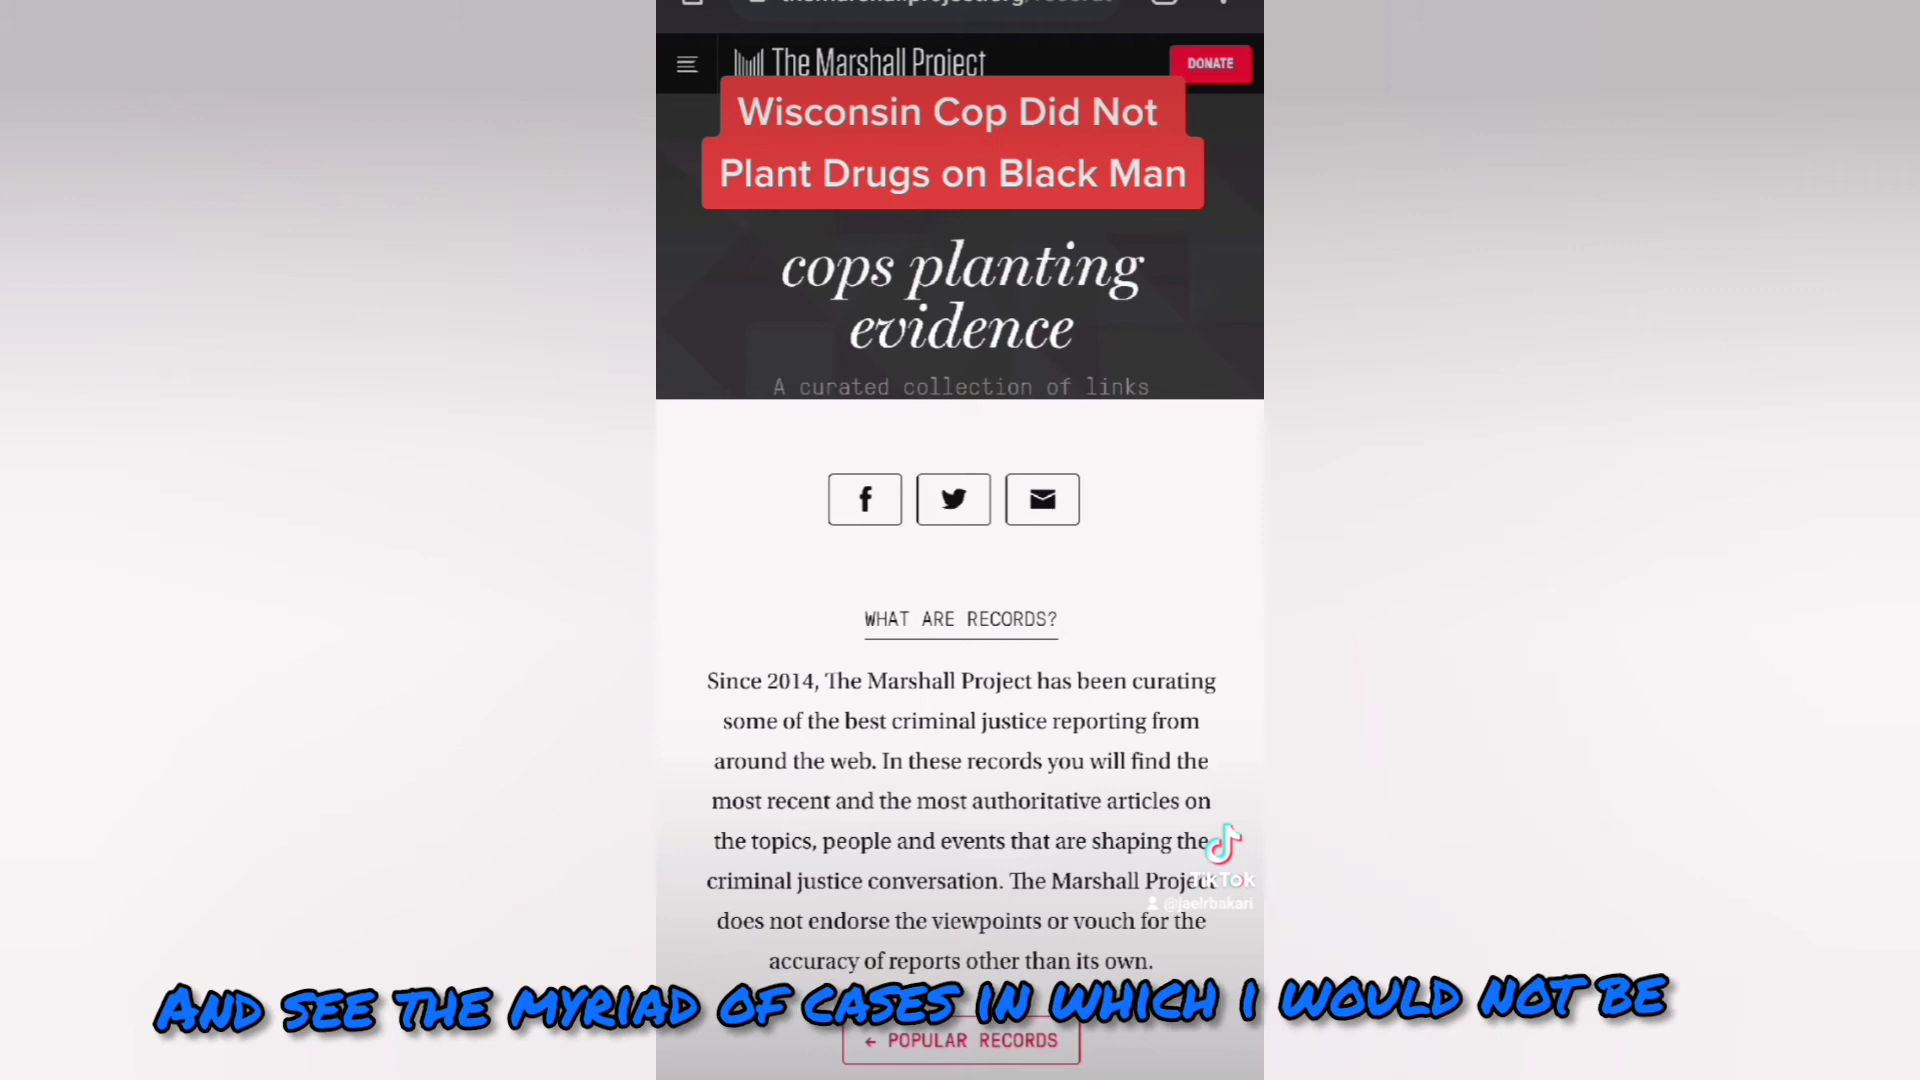 The Marshall Project
DONATE
Wisconsin Cop Did Not
Plant Drugs on Black Man
cops planting
evidence
A curated collection of links
WHAT ARE RECORDS?
Since 2014, The Marshall Project has been curating
some of the best criminal justice reporting from
around the web. In these records you will find the
most recent and the most authoritative articles on
the topics, people and events that are shaping the
criminal justice conversation. The Marshall Project
does not endorse the viewpoints or vouch for the
accuracy of reports other than its own.
TikTok
@jaelrbakari
AND SEE THE MYRIAD OF CASES IN WHICH I WOULD NOT BE
← POPULAR RECORDS